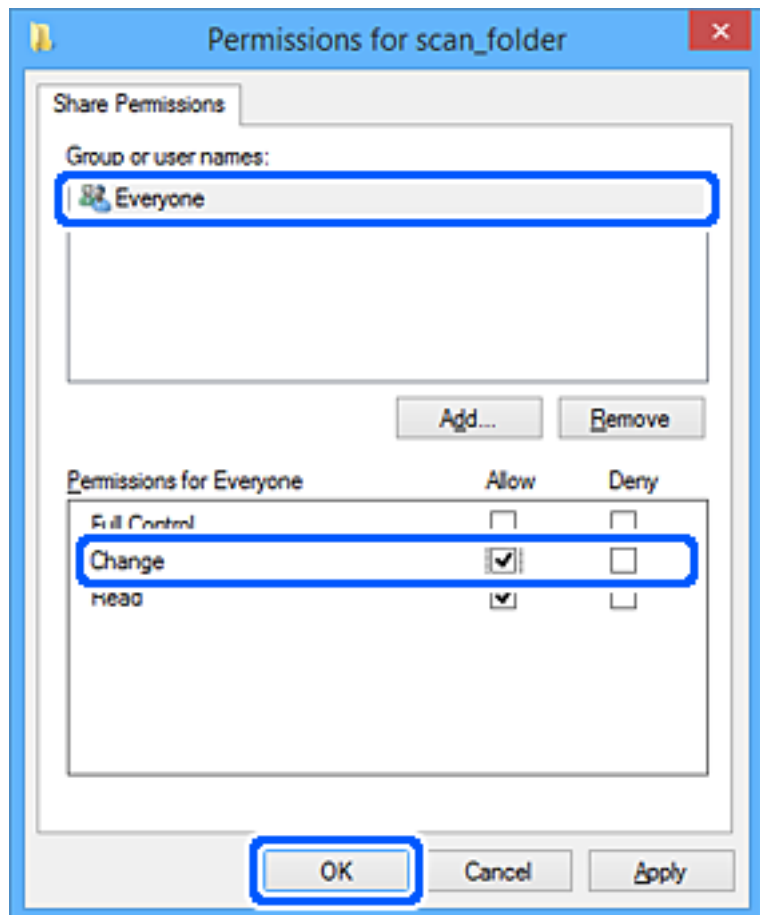 Permissions for scan_folder
Share Permissions
Group or user names:
Everyone
Add... Remove
Permissions for Everyone Allow Deny
Full Control
Change
Read
OK Cancel Apply